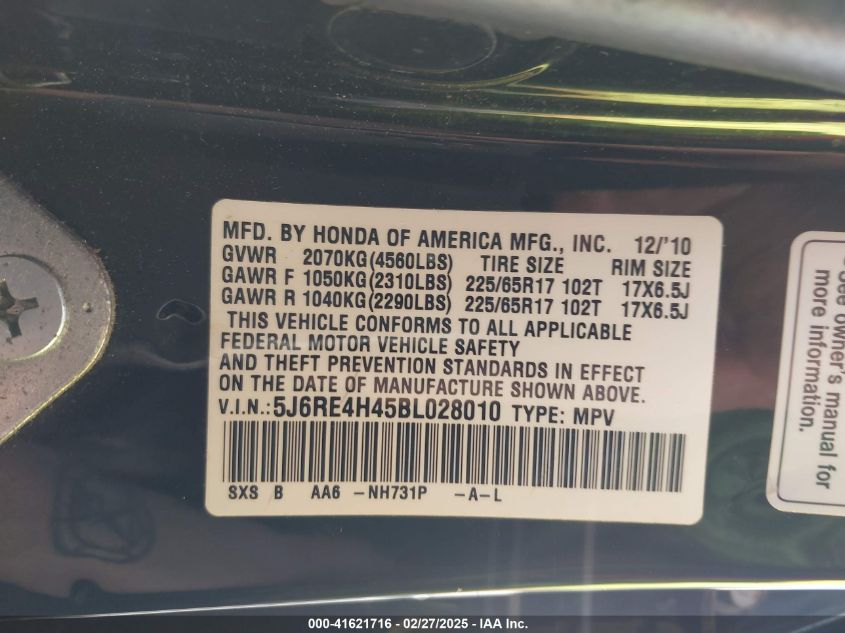 MFD. BY HONDA OF AMERICA MFG., INC. 12/'10
GVWR 2070KG(4560LBS) TIRE SIZE RIM SIZE
GAWR F 1050KG(2310LBS) 225/65R17 102T 17X6.5J
GAWR R 1040KG(2290LBS) 225/65R17 102T 17X6.5J
THIS VEHICLE CONFORMS TO ALL APPLICABLE
FEDERAL MOTOR VEHICLE SAFETY
AND THEFT PREVENTION STANDARDS IN EFFECT
ON THE DATE OF MANUFACTURE SHOWN ABOVE.
V.I.N.:5J6RE4H45BL028010 TYPE: MPV
SXS B AA6 -NH731P -A-L
See owner's manual for
more information.
000-41621716 - 02/27/2025 - IAA Inc.